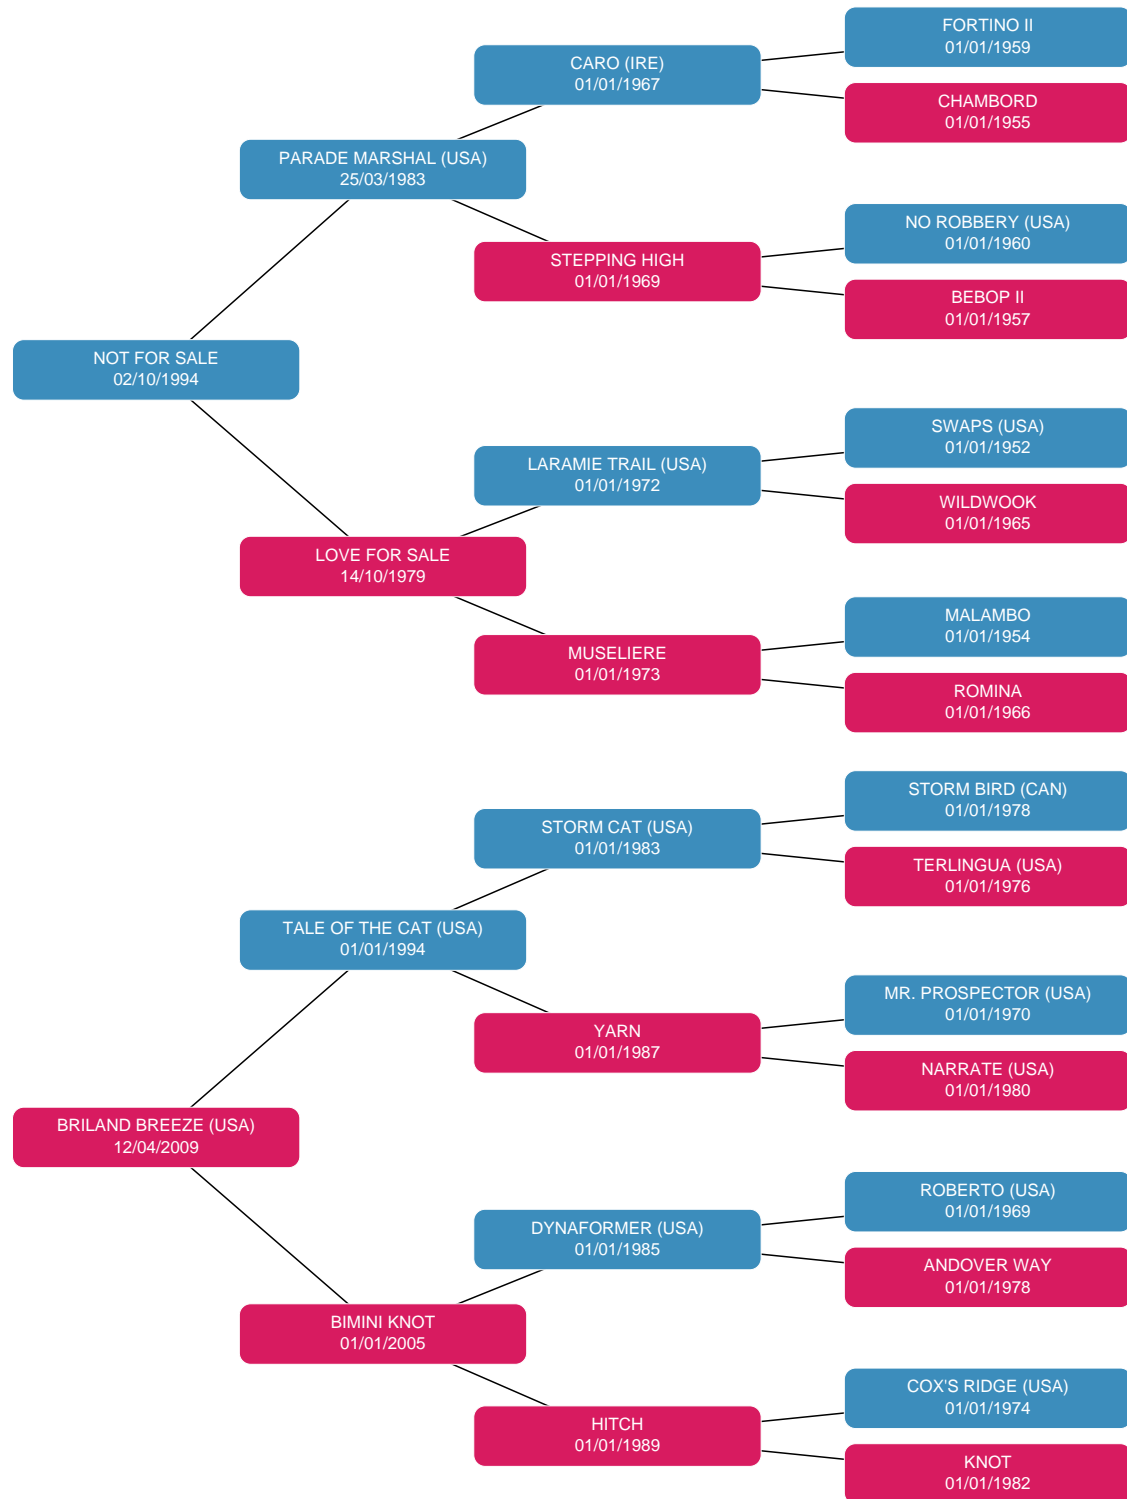 FORTINO II
01/01/1959
CARO (IRE)
01/01/1967
CHAMBORD
01/01/1955
PARADE MARSHAL (USA)
25/03/1983
NO ROBBERY (USA)
01/01/1960
STEPPING HIGH
01/01/1969
BEBOP II
01/01/1957
NOT FOR SALE
02/10/1994
SWAPS (USA)
01/01/1952
LARAMIE TRAIL (USA)
01/01/1972
WILDWOOK
01/01/1965
LOVE FOR SALE
14/10/1979
MALAMBO
01/01/1954
MUSELIERE
01/01/1973
ROMINA
01/01/1966
STORM BIRD (CAN)
01/01/1978
STORM CAT (USA)
01/01/1983
TERLINGUA (USA)
01/01/1976
TALE OF THE CAT (USA)
01/01/1994
MR. PROSPECTOR (USA)
01/01/1970
YARN
01/01/1987
NARRATE (USA)
01/01/1980
BRILAND BREEZE (USA)
12/04/2009
ROBERTO (USA)
01/01/1969
DYNAFORMER (USA)
01/01/1985
ANDOVER WAY
01/01/1978
BIMINI KNOT
01/01/2005
COX'S RIDGE (USA)
01/01/1974
HITCH
01/01/1989
KNOT
01/01/1982